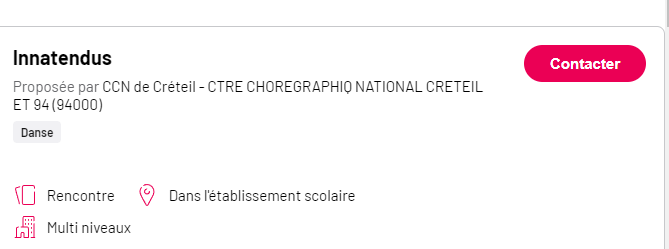 Innatendus
Contacter
Proposée par CCN de Créteil - CTRE CHOREGRAPHIQ NATIONAL CRETEIL
ET 94 (94000)
Danse
Rencontre
Dans l'établissement scolaire
Multi niveaux